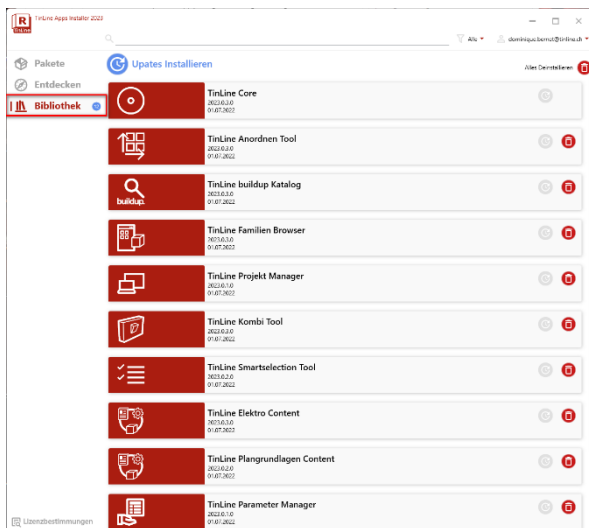 R
TinLine
TinLine Apps Installer 2023
Alle
dominique.bernst@tinline.ch
Pakete
Entdecken
Bibliothek
Upates Installieren
Alles Deinstallieren
TinLine Core
2023.0.3.0
01.07.2022
TinLine Anordnen Tool
2023.0.3.0
01.07.2022
buildup.
TinLine buildup Katalog
2023.0.3.0
01.07.2022
TinLine Familien Browser
2023.0.3.0
01.07.2022
TinLine Projekt Manager
2023.0.1.0
01.07.2022
TinLine Kombi Tool
2023.0.3.0
01.07.2022
TinLine Smartselection Tool
2023.0.2.0
01.07.2022
TinLine Elektro Content
2023.0.3.0
01.07.2022
TinLine Plangrundlagen Content
2023.0.2.0
01.07.2022
TinLine Parameter Manager
2023.0.1.0
01.07.2022
Lizenzbestimmungen